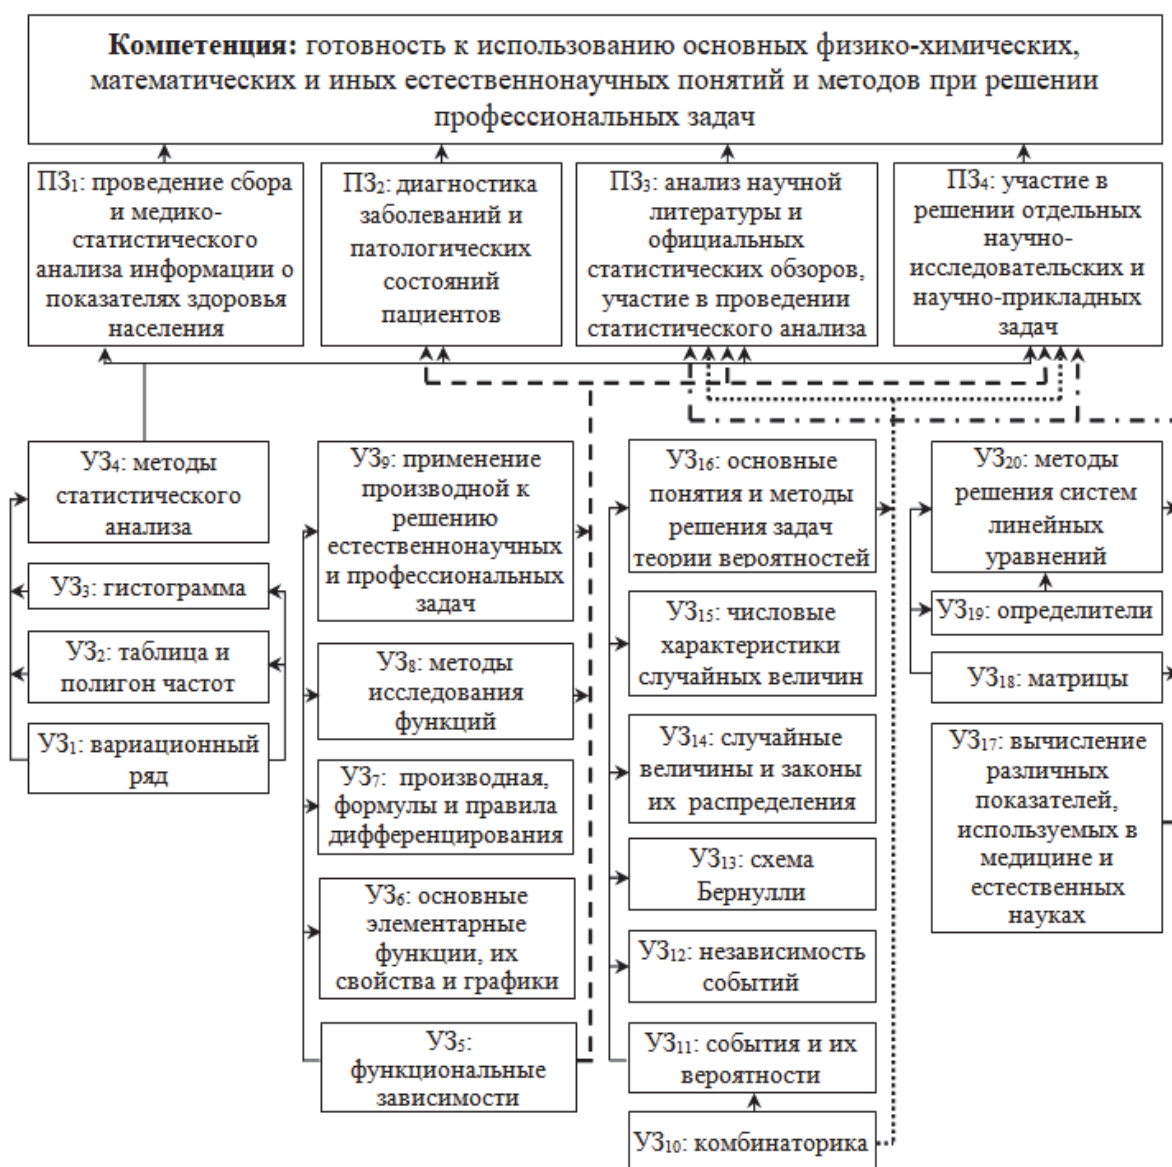 Компетенция: готовность к использованию основных физико-химических,
математических и иных естественнонаучных понятий и методов при решении
профессиональных задач
ПЗ1: проведение сбора
и медико-
статистического
анализа информации о
показателях здоровья
населения
ПЗ2: диагностика
заболеваний и
патологических
состояний
пациентов
ПЗ3: анализ научной
литературы и
официальных
статистических обзоров,
участие в проведении
статистического анализа
ПЗ4: участие в
решении отдельных
научно-
исследовательских и
научно-прикладных
задач
УЗ4: методы
статистического
анализа
УЗ3: гистограмма
УЗ2: таблица и
полигон частот
УЗ1: вариационный
ряд
УЗ9: применение
производной к
решению
естественнонаучных
и профессиональных
задач
УЗ8: методы
исследования
функций
УЗ7: производная,
формулы и правила
дифференцирования
УЗ6: основные
элементарные
функции, их
свойства и графики
УЗ5:
функциональные
зависимости
УЗ16: основные
понятия и методы
решения задач
теории вероятностей
УЗ15: числовые
характеристики
случайных величин
УЗ14: случайные
величины и законы
их распределения
УЗ13: схема
Бернулли
УЗ12: независимость
событий
УЗ11: события и их
вероятности
УЗ10: комбинаторика
УЗ20: методы
решения систем
линейных
уравнений
УЗ19: определители
УЗ18: матрицы
УЗ17: вычисление
различных
показателей,
используемых в
медицине и
естественных
науках